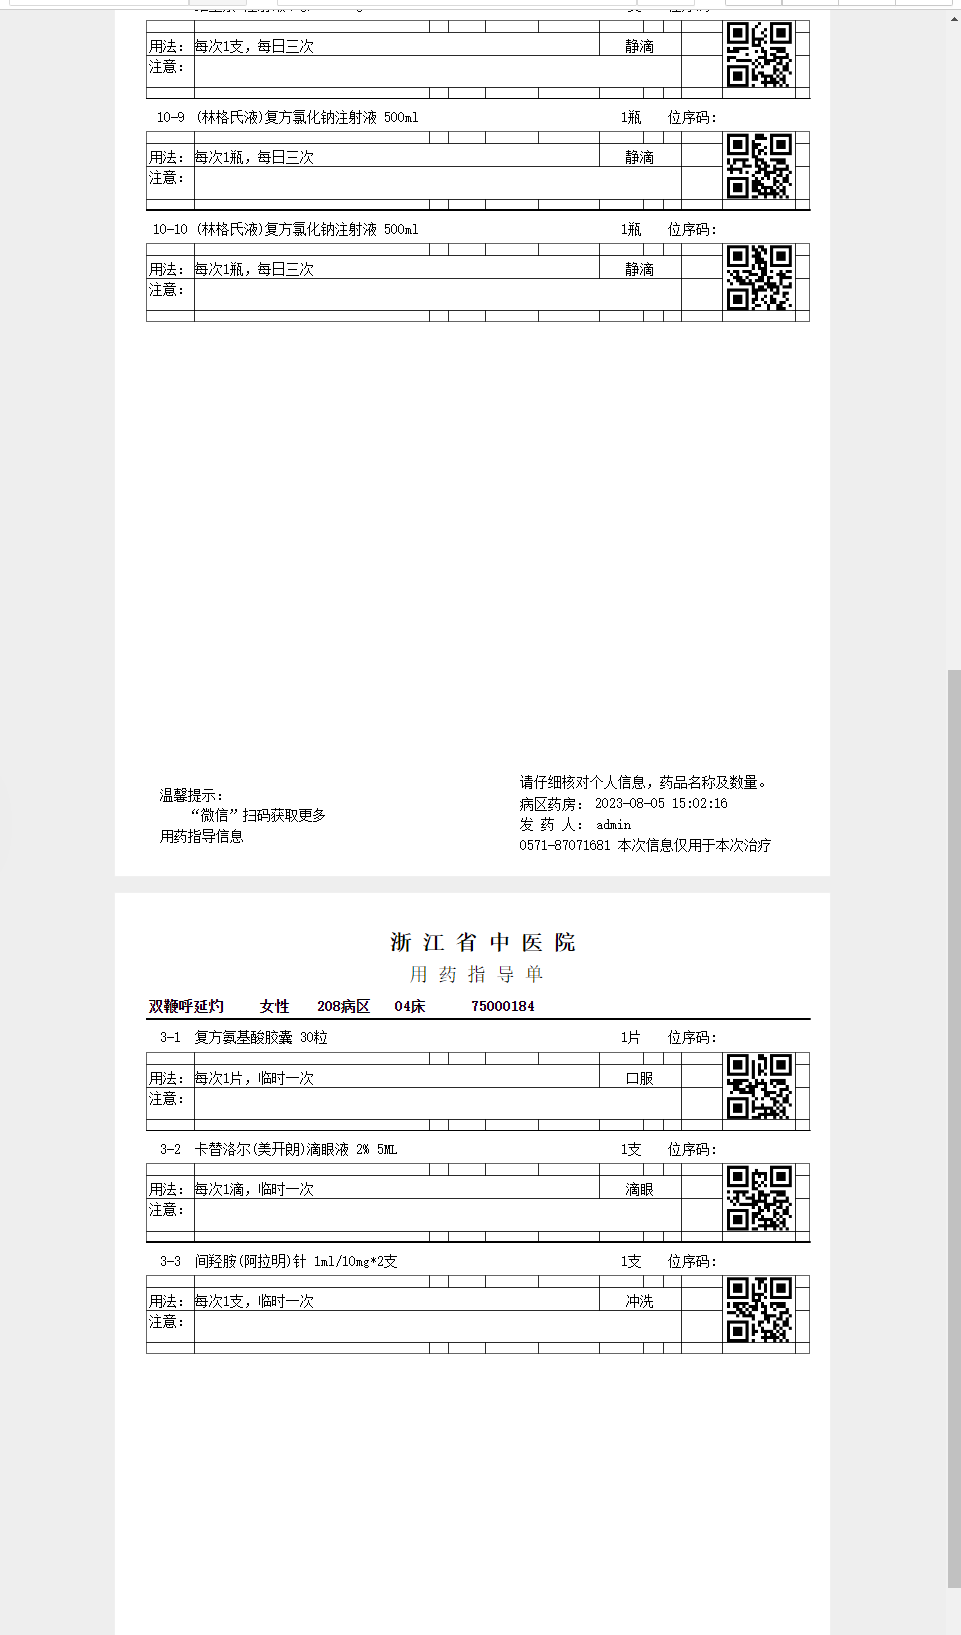 用法: 每次1支，每日三次 静滴
注意:
10-9 (林格氏液)复方氯化钠注射液 500ml 1瓶 位序码:
用法: 每次1瓶，每日三次 静滴
注意:
10-10 (林格氏液)复方氯化钠注射液 500ml 1瓶 位序码:
用法: 每次1瓶，每日三次 静滴
注意:
温馨提示:
“微信”扫码获取更多
用药指导信息
请仔细核对个人信息，药品名称及数量。
病区药房: 2023-08-05 15:02:16
发 药 人: admin
0571-87071681 本次信息仅用于本次治疗
浙江省中医院
用药指导单
双鞭呼延灼 女性 208病区 04床 75000184
3-1 复方氨基酸胶囊 30粒 1片 位序码:
用法: 每次1片，临时一次 口服
注意:
3-2 卡替洛尔(美开朗)滴眼液 2% 5ML 1支 位序码:
用法: 每次1滴，临时一次 滴眼
注意:
3-3 间羟胺(阿拉明)针 1ml/10mg*2支 1支 位序码:
用法: 每次1支，临时一次 冲洗
注意: